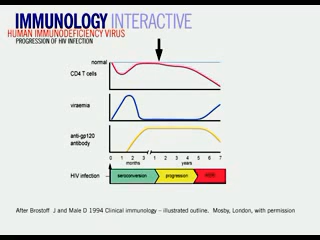 IMMUNOLOGY INTERACTIVE
HUMAN IMMUNODEFICIENCY VIRUS
PROGRESSION OF HIV INFECTION
normal
CD4 T cells
viraemia
anti-gp120
antibody
0 1 2 3 1 2 3 4 5 6 7
months years
HIV infection seroconversion progression AIDS
After Brostoff J and Male D 1994 Clinical immunology – illustrated outline. Mosby, London, with permission